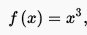 f (x) = x³,